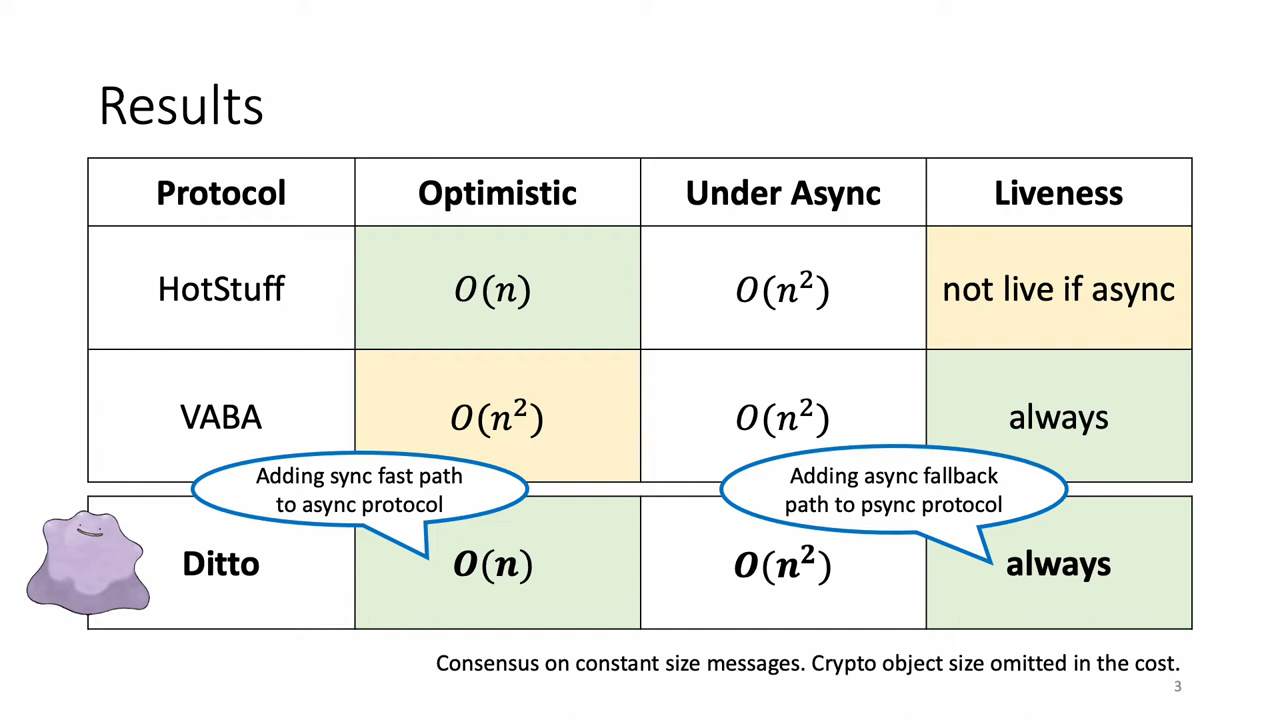 Results
Protocol Optimistic Under Async Liveness
HotStuff O(n) O(n²) not live if async
VABA O(n²) O(n²) always
Adding sync fast path
to async protocol
Adding async fallback
path to psync protocol
Ditto O(n) O(n²) always
Consensus on constant size messages. Crypto object size omitted in the cost.
3